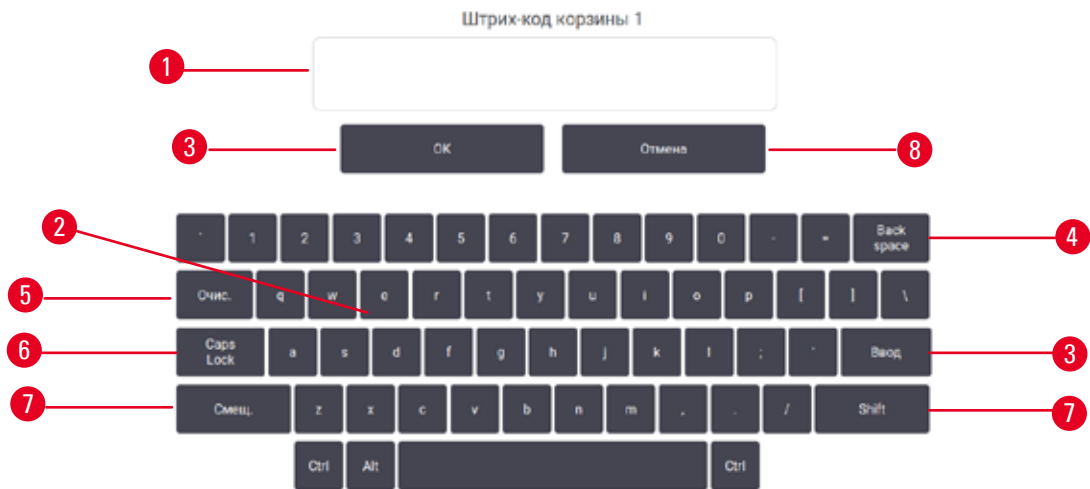 Штрих-код корзины 1
1
3 OK Отмена 8
2
` 1 2 3 4 5 6 7 8 9 0 - = Back space 4
5 Очис. q w e r t y u i o p [ ] \
6 Caps Lock a s d f g h j k l ; ' Ввод 3
7 Смещ. z x c v b n m , . / Shift 7
Ctrl Alt Ctrl